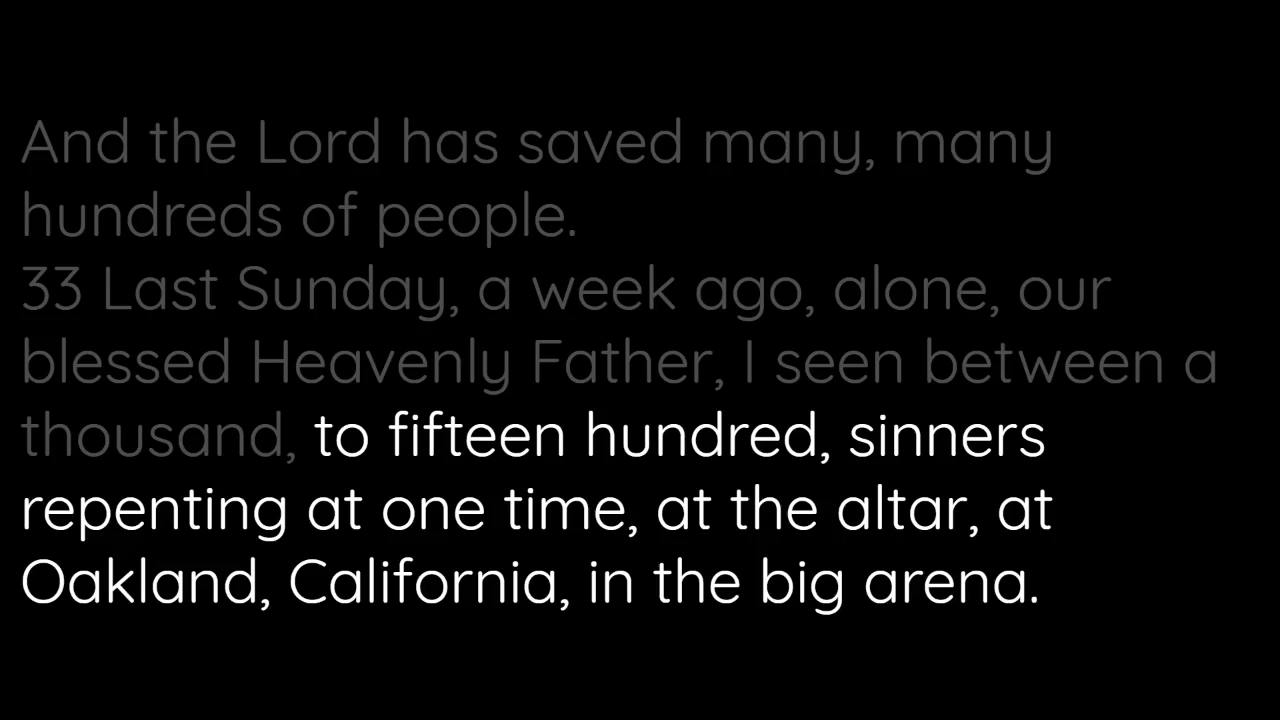 And the Lord has saved many, many
hundreds of people.
33 Last Sunday, a week ago, alone, our
blessed Heavenly Father, I seen between a
thousand, to fifteen hundred, sinners
repenting at one time, at the altar, at
Oakland, California, in the big arena.